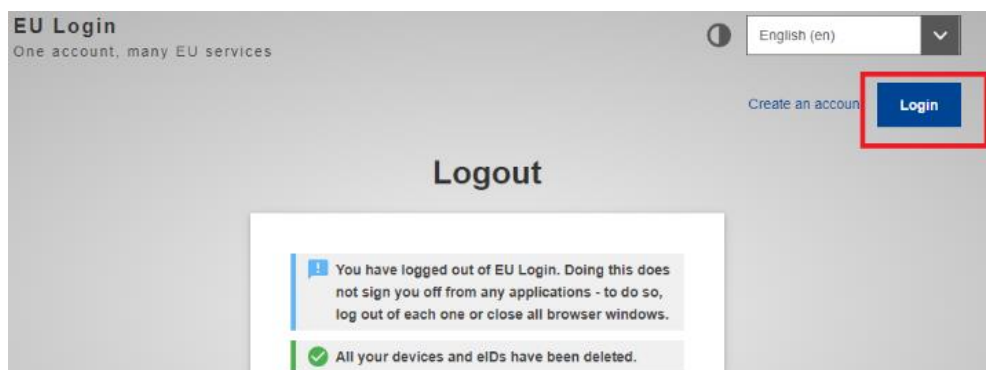 EU Login
One account, many EU services
English (en)
Create an accoun
Login
Logout
You have logged out of EU Login. Doing this does
not sign you off from any applications - to do so,
log out of each one or close all browser windows.
All your devices and eIDs have been deleted.